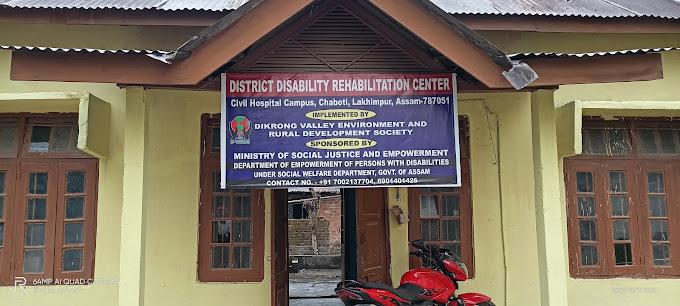 DISTRICT DISABILITY REHABILITATION CENTER
Civil Hospital Campus, Chaboti, Lakhimpur, Assam-787051
IMPLEMENTED BY
DIKRONG VALLEY ENVIRONMENT AND
RURAL DEVELOPMENT SOCIETY
SPONSORED BY
MINISTRY OF SOCIAL JUSTICE AND EMPOWERMENT
DEPARTMENT OF EMPOWERMENT OF PERSONS WITH DISABILITIES
UNDER SOCIAL WELFARE DEPARTMENT, GOVT. OF ASSAM
CONTACT NO. - +91 7002137704, 6901401426
64MP AI QUAD CAMERA